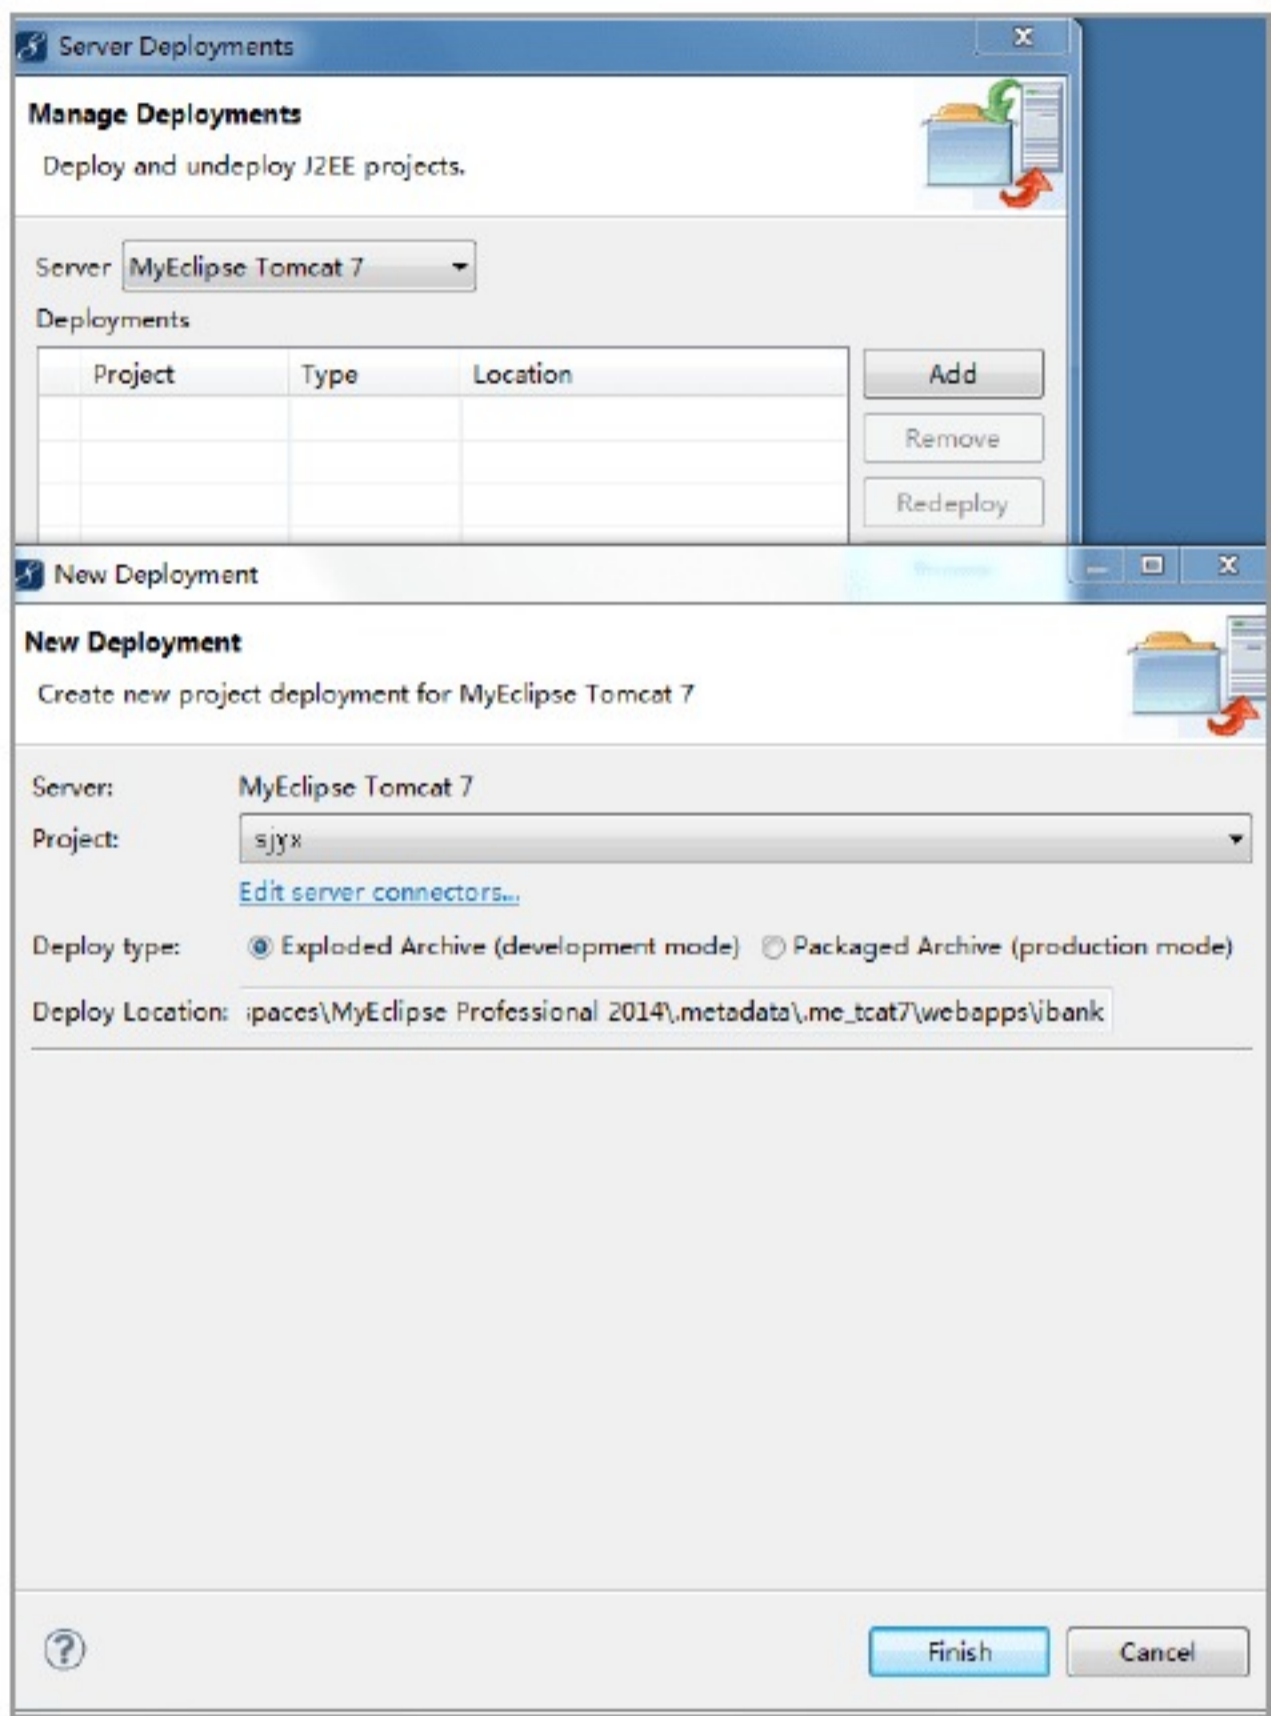 Server Deployments
Manage Deployments
Deploy and undeploy J2EE projects.
Server MyEclipse Tomcat 7
Deployments
Project Type Location
Add
Remove
Redeploy
New Deployment
New Deployment
Create new project deployment for MyEclipse Tomcat 7
Server: MyEclipse Tomcat 7
Project: sjyx
Edit server connectors...
Deploy type: Exploded Archive (development mode) Packaged Archive (production mode)
Deploy Location: paces\MyEclipse Professional 2014\.metadata\.me_tcat7\webapps\ibank
Finish Cancel